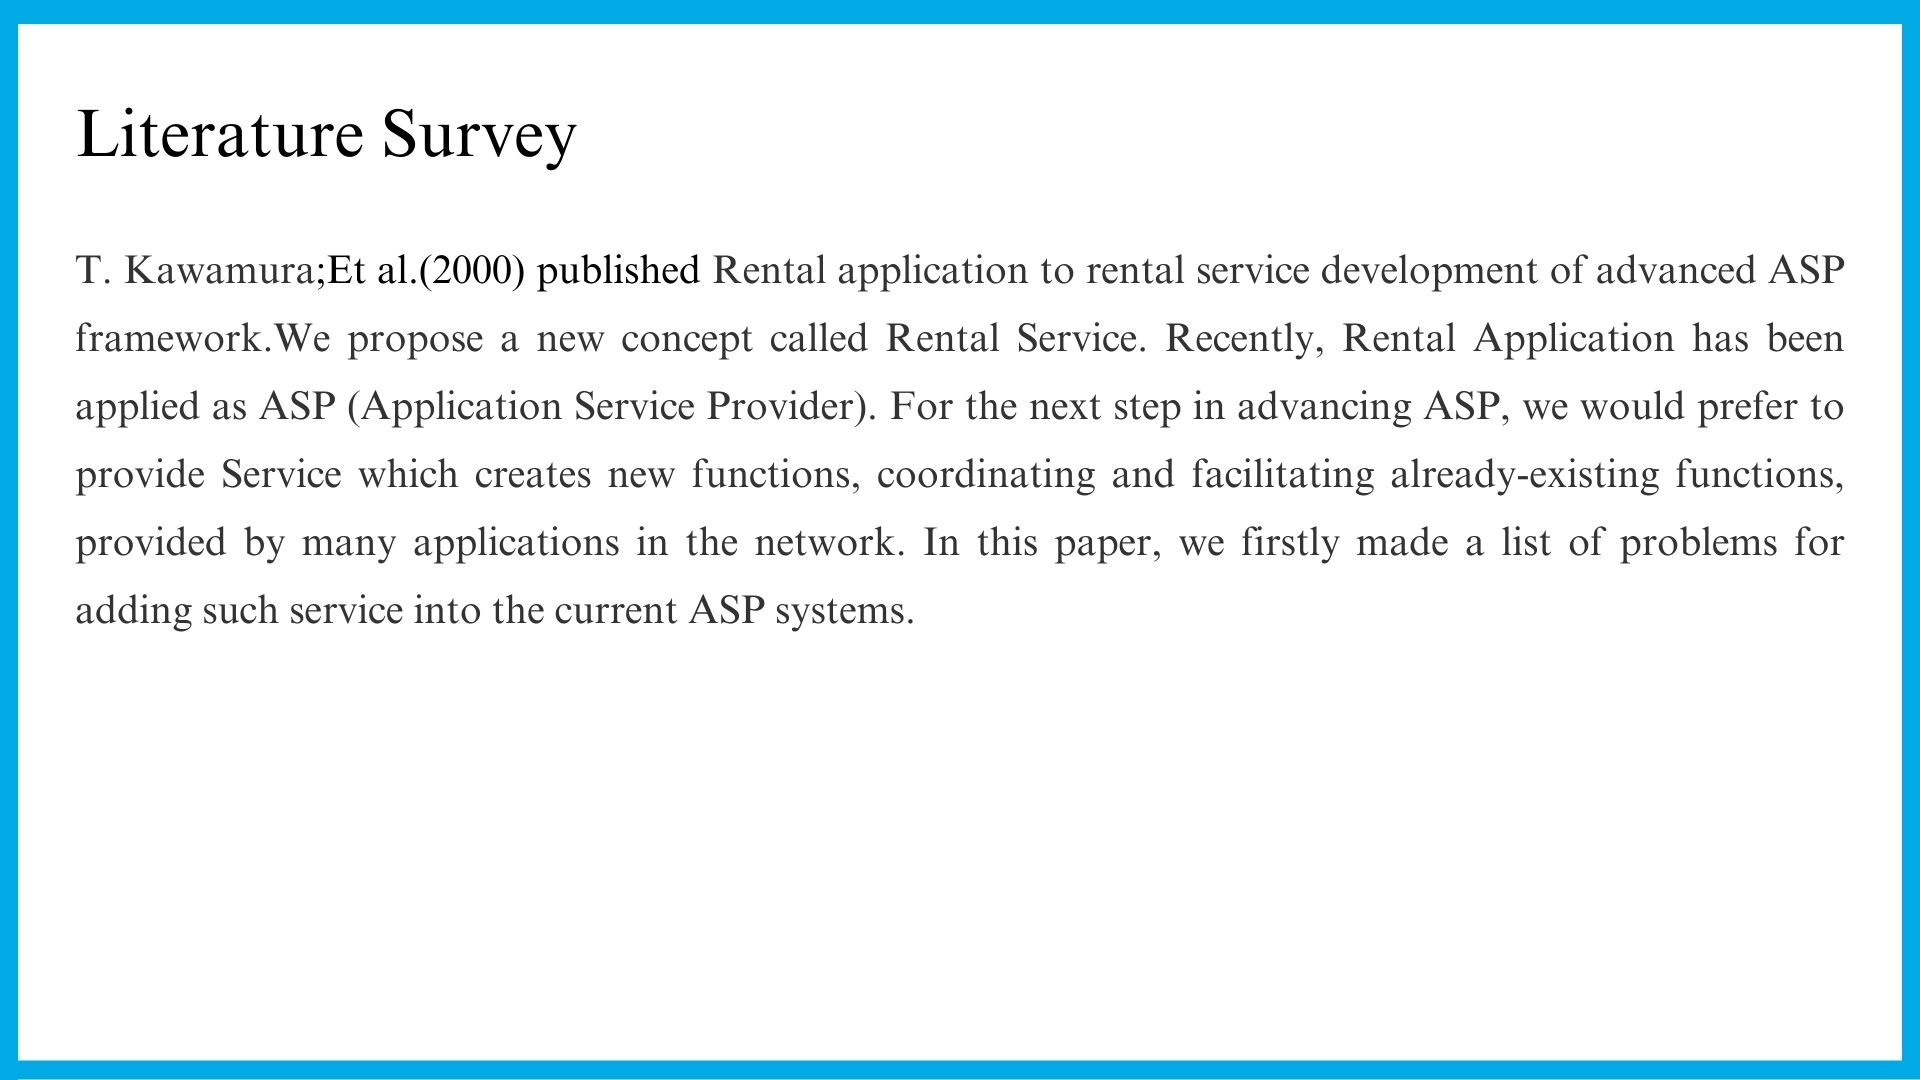 Literature Survey
T. Kawamura;Et al.(2000) published Rental application to rental service development of advanced ASP
framework.We propose a new concept called Rental Service. Recently, Rental Application has been
applied as ASP (Application Service Provider). For the next step in advancing ASP, we would prefer to
provide Service which creates new functions, coordinating and facilitating already-existing functions,
provided by many applications in the network. In this paper, we firstly made a list of problems for
adding such service into the current ASP systems.